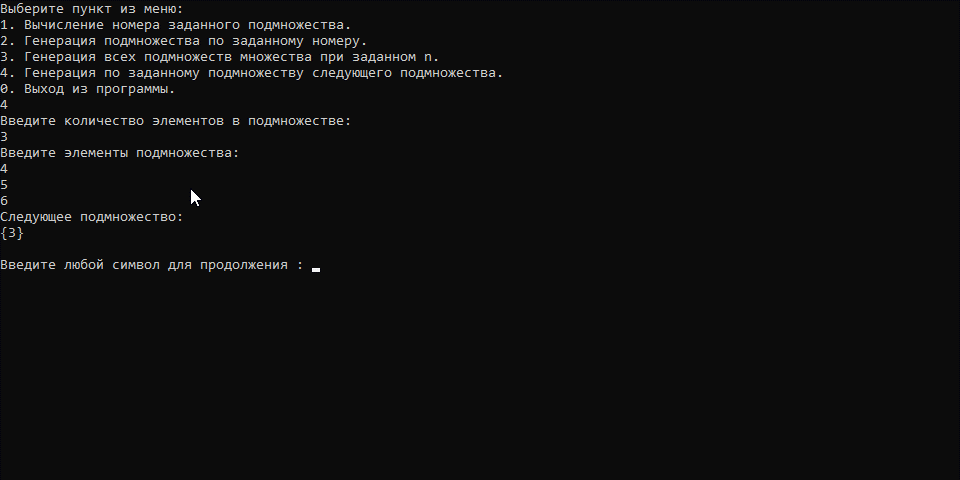 Выберите пункт из меню:
1. Вычисление номера заданного подмножества.
2. Генерация подмножества по заданному номеру.
3. Генерация всех подмножеств множества при заданном n.
4. Генерация по заданному подмножеству следующего подмножества.
0. Выход из программы.
4
Введите количество элементов в подмножестве:
3
Введите элементы подмножества:
4
5
6
Следующее подмножество:
{3}
Введите любой символ для продолжения :